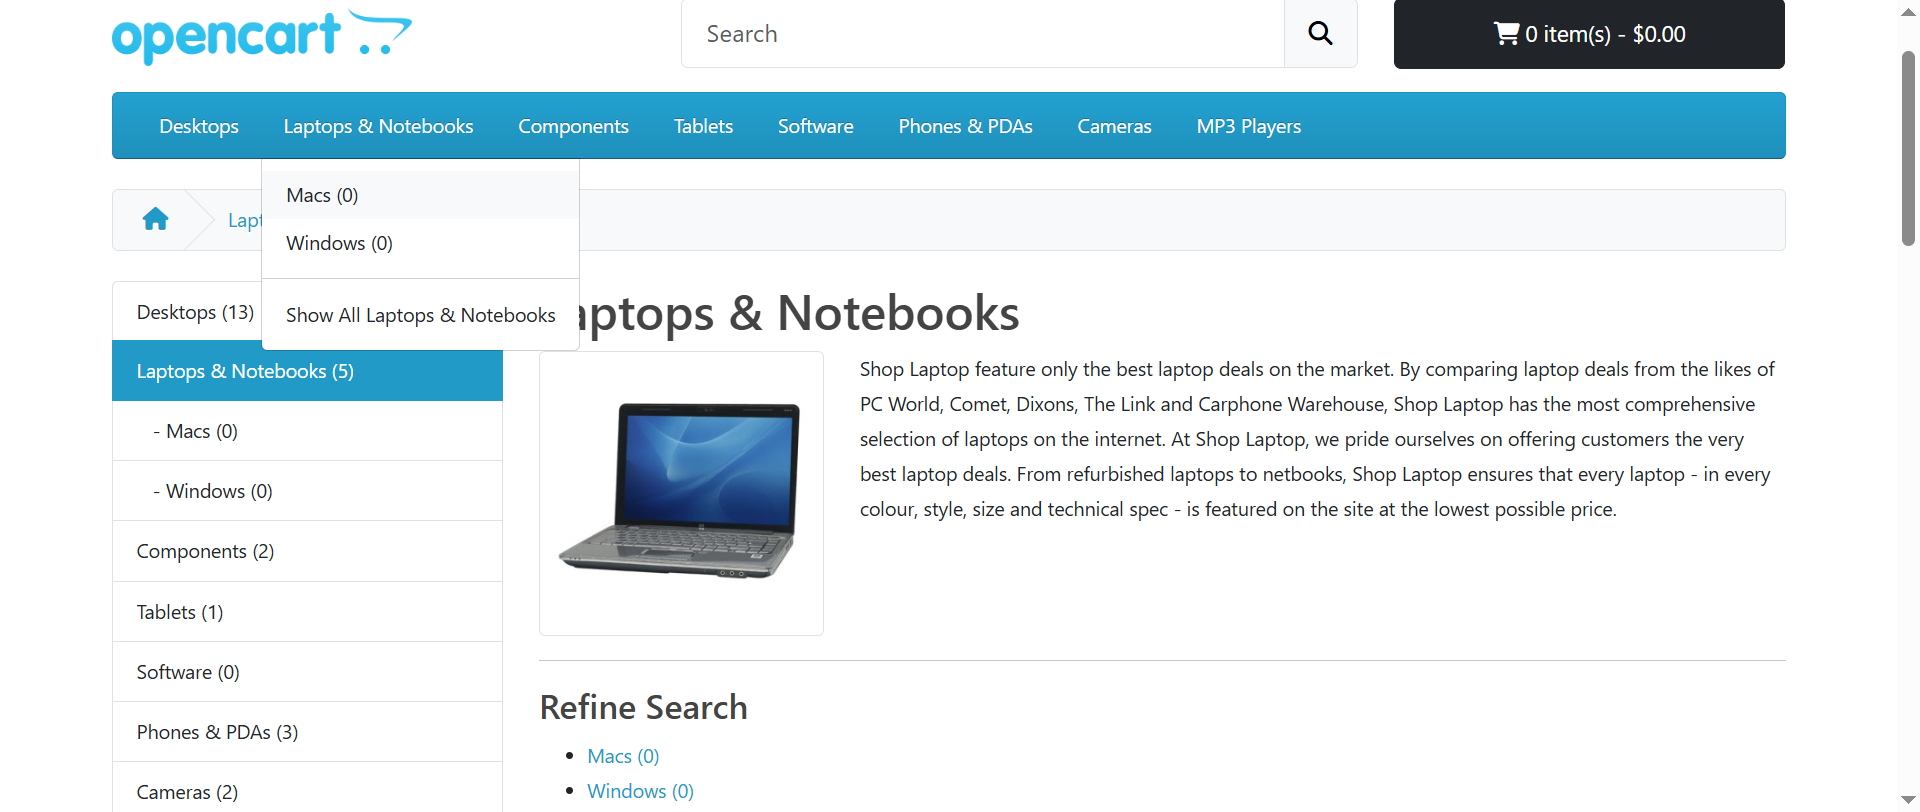 opencart
Search
0 item(s) - $0.00
Desktops
Laptops & Notebooks
Components
Tablets
Software
Phones & PDAs
Cameras
MP3 Players
Macs (0)
Windows (0)
Show All Laptops & Notebooks
Lapt
Desktops (13)
Laptops & Notebooks (5)
- Macs (0)
- Windows (0)
Components (2)
Tablets (1)
Software (0)
Phones & PDAs (3)
Cameras (2)
aptops & Notebooks
Shop Laptop feature only the best laptop deals on the market. By comparing laptop deals from the likes of
PC World, Comet, Dixons, The Link and Carphone Warehouse, Shop Laptop has the most comprehensive
selection of laptops on the internet. At Shop Laptop, we pride ourselves on offering customers the very
best laptop deals. From refurbished laptops to netbooks, Shop Laptop ensures that every laptop - in every
colour, style, size and technical spec - is featured on the site at the lowest possible price.
Refine Search
Macs (0)
Windows (0)